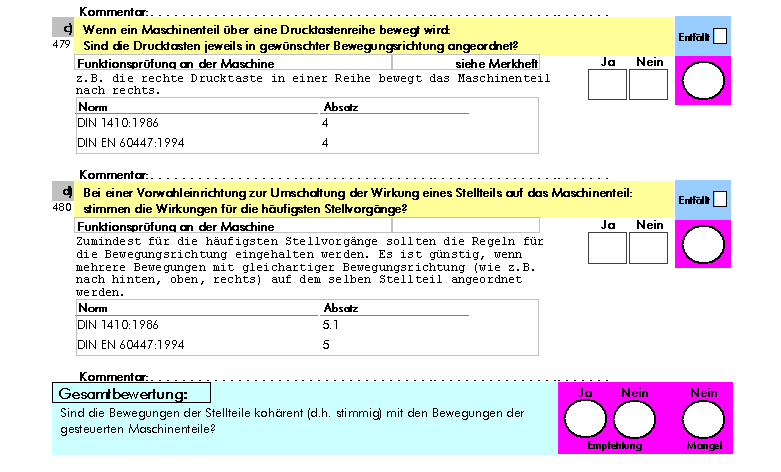 Kommentar:. . . . . . . . . . . . . . . . . . . . . . . . . . . . . . . . . . . . . . . . . . . . . . . . . . . .
c) Wenn ein Maschinenteil über eine Drucktastenreihe bewegt wird:
479 Sind die Drucktasten jeweils in gewünschter Bewegungsrichtung angeordnet?
Entfällt
Funktionsprüfung an der Maschine siehe Merkheft
Ja Nein
z.B. die rechte Drucktaste in einer Reihe bewegt das Maschinenteil
nach rechts.
Norm Absatz
DIN 1410:1986 4
DIN EN 60447:1994 4
Kommentar:. . . . . . . . . . . . . . . . . . . . . . . . . . . . . . . . . . . . . . . . . . . . . . . . . . . .
d) Bei einer Vorwahleinrichtung zur Umschaltung der Wirkung eines Stellteils auf das Maschinenteil:
480 stimmen die Wirkungen für die häufigsten Stellvorgänge?
Entfällt
Funktionsprüfung an der Maschine
Ja Nein
Zumindest für die häufigsten Stellvorgänge sollten die Regeln für
die Bewegungsrichtung eingehalten werden. Es ist günstig, wenn
mehrere Bewegungen mit gleichartiger Bewegungsrichtung (wie z.B.
nach hinten, oben, rechts) auf dem selben Stellteil angeordnet
werden.
Norm Absatz
DIN 1410:1986 5.1
DIN EN 60447:1994 5
Kommentar:. . . . . . . . . . . . . . . . . . . . . . . . . . . . . . . . . . . . . . . . . . . . . . . . . . . .
Gesamtbewertung:
Sind die Bewegungen der Stellteile kohärent (d.h. stimmig) mit den Bewegungen der
gesteuerten Maschinenteile?
Ja Nein Nein
Empfehlung Mangel